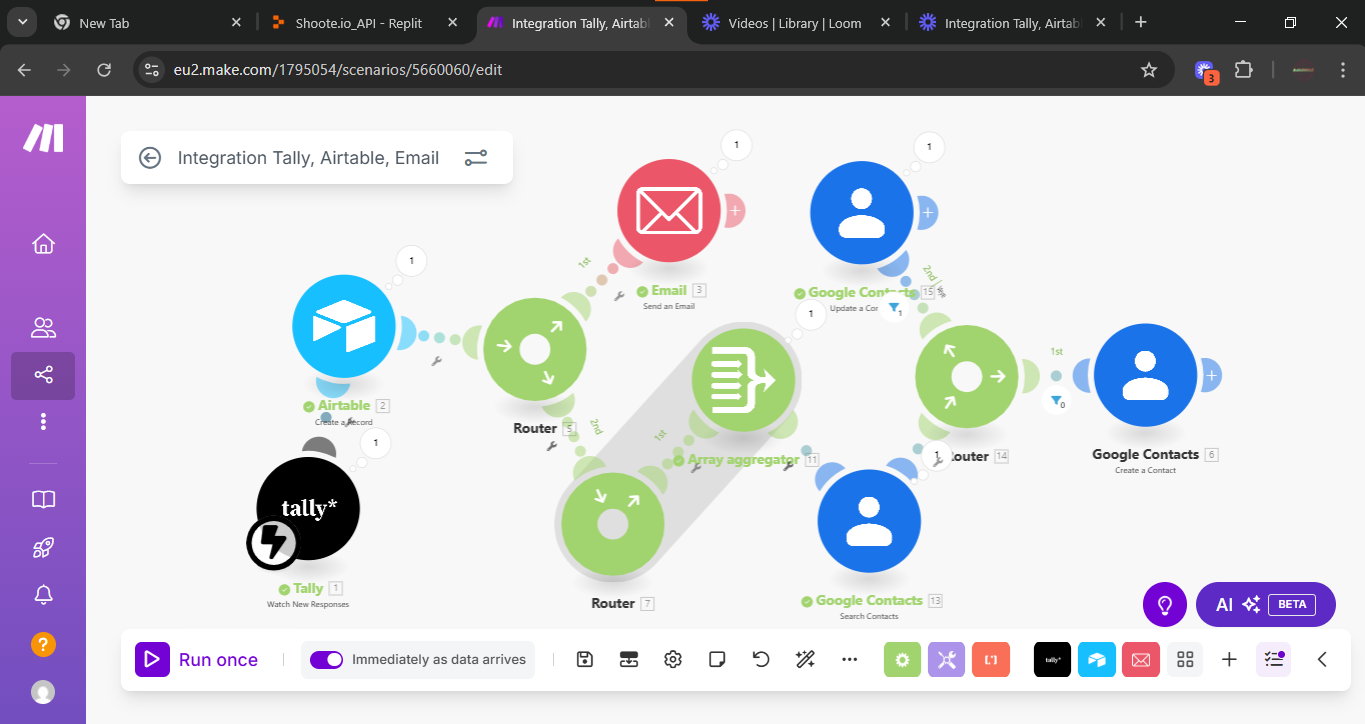 New Tab
Shoote.io_API - Replit
Integration Tally, Airtabl
Videos | Library | Loom
Integration Tally, Airtabl
eu2.make.com/1795054/scenarios/5660060/edit
3
Integration Tally, Airtable, Email
1
1
1st
2nd
Email 3
Send an Email
Google Contacts 15
Update a Con
1
1
1
1st
0
Airtable 2
Create a Record
Router 5
2nd
1st
Array aggregator 11
1
Router 14
Google Contacts 6
Create a Contact
1
tally*
Tally 1
Watch New Responses
Router 7
Google Contacts 13
Search Contacts
AI BETA
?
Run once
Immediately as data arrives
tally*